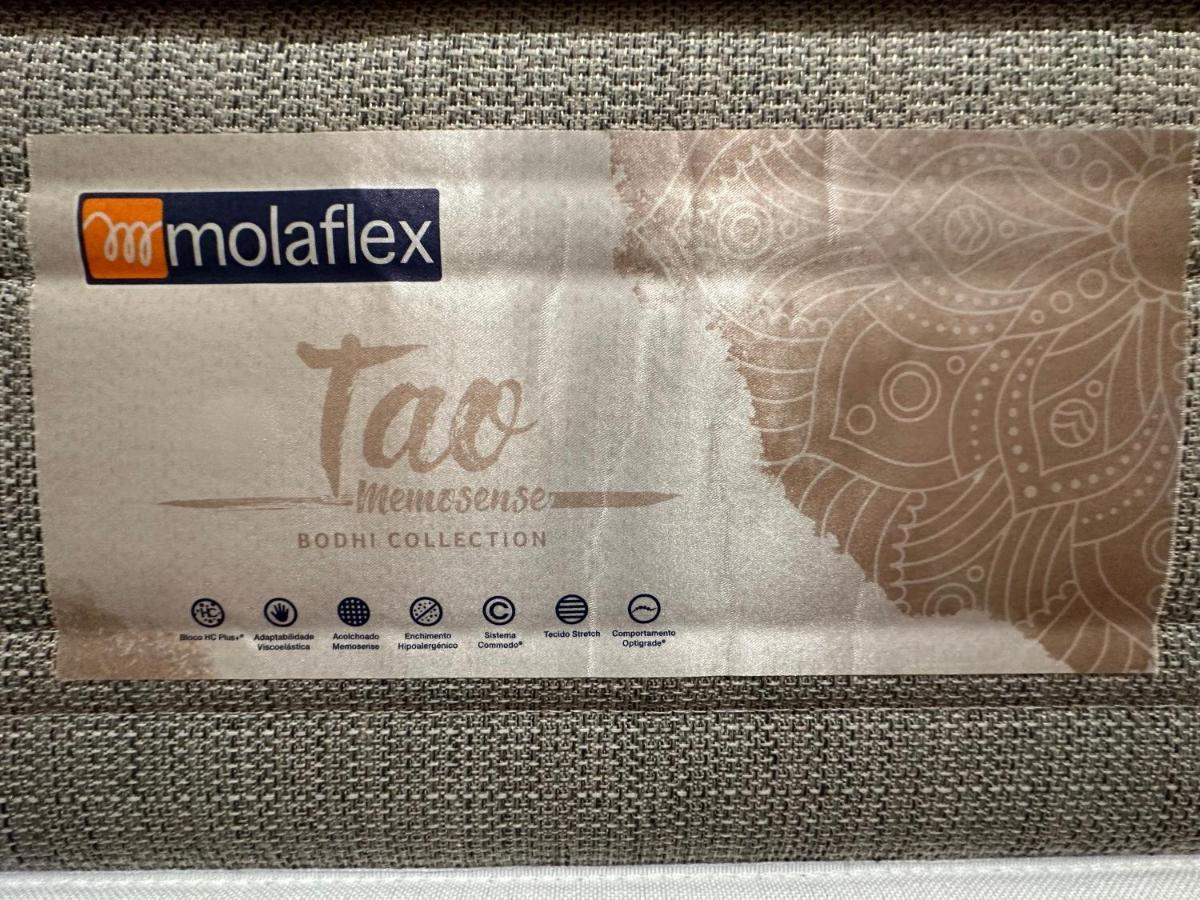 molaflex
Tao
Memosense
BODHI COLLECTION
HC
C
Bloco HC Plus+®
Adaptabilidade
Viscoelástica
Acolchoado
Memosense
Enchimento
Hipoalergénico
Sistema
Commodo®
Tecido Stretch
Comportamento
Optigrade®